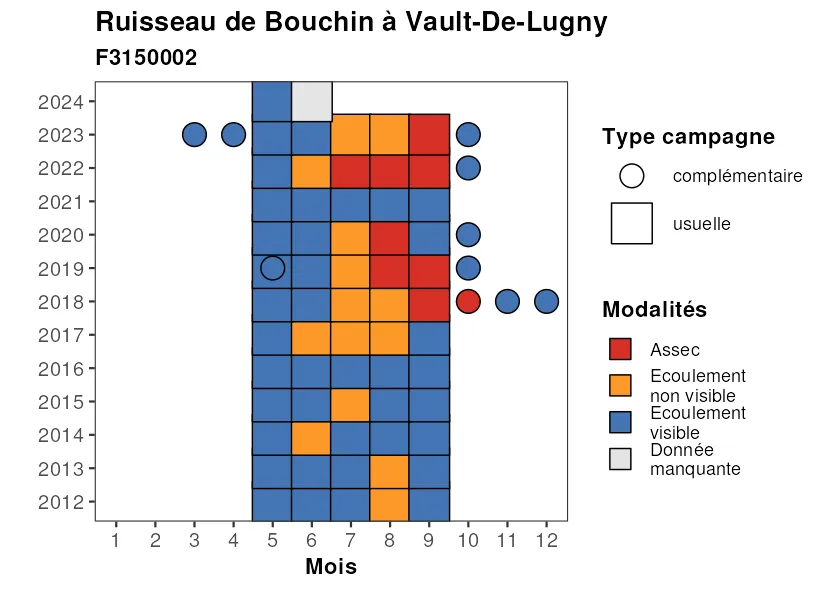 Ruisseau de Bouchin à Vault-De-Lugny
F3150002
2024
2023
2022
2021
2020
2019
2018
2017
2016
2015
2014
2013
2012
1 2 3 4 5 6 7 8 9 10 11 12
Mois
Type campagne
complémentaire
usuelle
Modalités
Assec
Ecoulement
non visible
Ecoulement
visible
Donnée
manquante